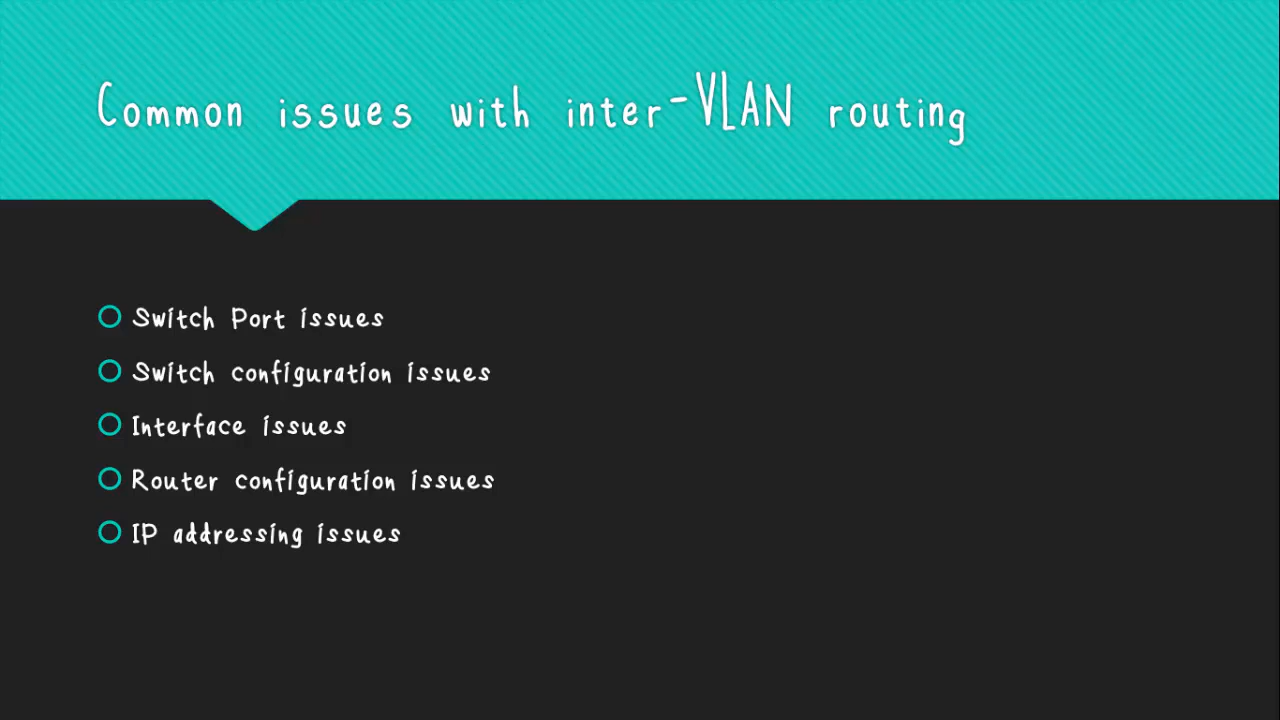 Common issues with inter-VLAN routing
Switch Port issues
Switch configuration issues
Interface issues
Router configuration issues
IP addressing issues